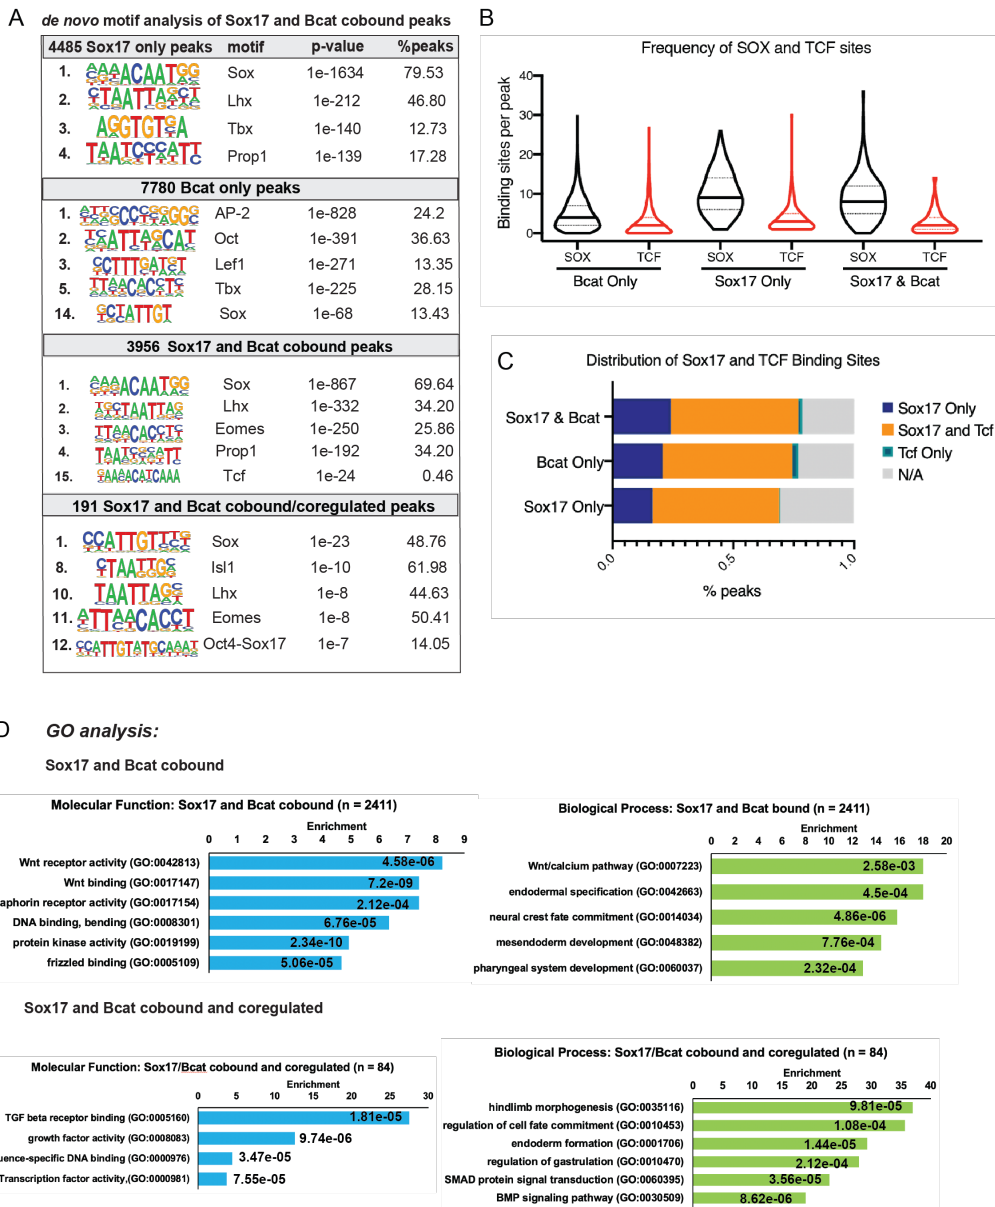 A de novo motif analysis of Sox17 and Bcat cobound peaks
4485 Sox17 only peaks motif p-value %peaks
1. Sox 1e-1634 79.53
2. Lhx 1e-212 46.80
3. AGGTGTGA Tbx 1e-140 12.73
4. Prop1 1e-139 17.28
7780 Bcat only peaks
1. AP-2 1e-828 24.2
2. Oct 1e-391 36.63
3. Lef1 1e-271 13.35
5. Tbx 1e-225 28.15
14. Sox 1e-68 13.43
3956 Sox17 and Bcat cobound peaks
1. Sox 1e-867 69.64
2. Lhx 1e-332 34.20
3. Eomes 1e-250 25.86
4. Prop1 1e-192 34.20
15. Tcf 1e-24 0.46
191 Sox17 and Bcat cobound/coregulated peaks
1. Sox 1e-23 48.76
8. Isl1 1e-10 61.98
10. Lhx 1e-8 44.63
11. Eomes 1e-8 50.41
12. Oct4-Sox17 1e-7 14.05
B
Frequency of SOX and TCF sites
Binding sites per peak
40
30
20
10
0
SOX TCF SOX TCF SOX TCF
Bcat Only Sox17 Only Sox17 & Bcat
C Distribution of Sox17 and TCF Binding Sites
Sox17 & Bcat
Bcat Only
Sox17 Only
0.0 0.5 1.0
% peaks
Sox17 Only
Sox17 and Tcf
Tcf Only
N/A
D GO analysis:
Sox17 and Bcat cobound
Molecular Function: Sox17 and Bcat cobound (n = 2411)
Enrichment
0 1 2 3 4 5 6 7 8 9
Wnt receptor activity (GO:0042813) 4.58e-06
Wnt binding (GO:0017147) 7.2e-09
aphorin receptor activity (GO:0017154) 2.12e-04
DNA binding, bending (GO:0008301) 6.76e-05
protein kinase activity (GO:0019199) 2.34e-10
frizzled binding (GO:0005109) 5.06e-05
Biological Process: Sox17 and Bcat bound (n = 2411)
Enrichment
0 2 4 6 8 10 12 14 16 18 20
Wnt/calcium pathway (GO:0007223) 2.58e-03
endodermal specification (GO:0042663) 4.5e-04
neural crest fate commitment (GO:0014034) 4.86e-06
mesendoderm development (GO:0048382) 7.76e-04
pharyngeal system development (GO:0060037) 2.32e-04
Sox17 and Bcat cobound and coregulated
Molecular Function: Sox17/Bcat cobound and coregulated (n = 84)
Enrichment
0 5 10 15 20 25 30
TGF beta receptor binding (GO:0005160) 1.81e-05
growth factor activity (GO:0008083) 9.74e-06
uence-specific DNA binding (GO:0000976) 3.47e-05
Transcription factor activity,(GO:0000981) 7.55e-05
Biological Process: Sox17/Bcat cobound and coregulated (n = 84)
Enrichment
0 5 10 15 20 25 30 35 40
hindlimb morphogenesis (GO:0035116) 9.81e-05
regulation of cell fate commitment (GO:0010453) 1.08e-04
endoderm formation (GO:0001706) 1.44e-05
regulation of gastrulation (GO:0010470) 2.12e-04
SMAD protein signal transduction (GO:0060395) 3.56e-05
BMP signaling pathway (GO:0030509) 8.62e-06